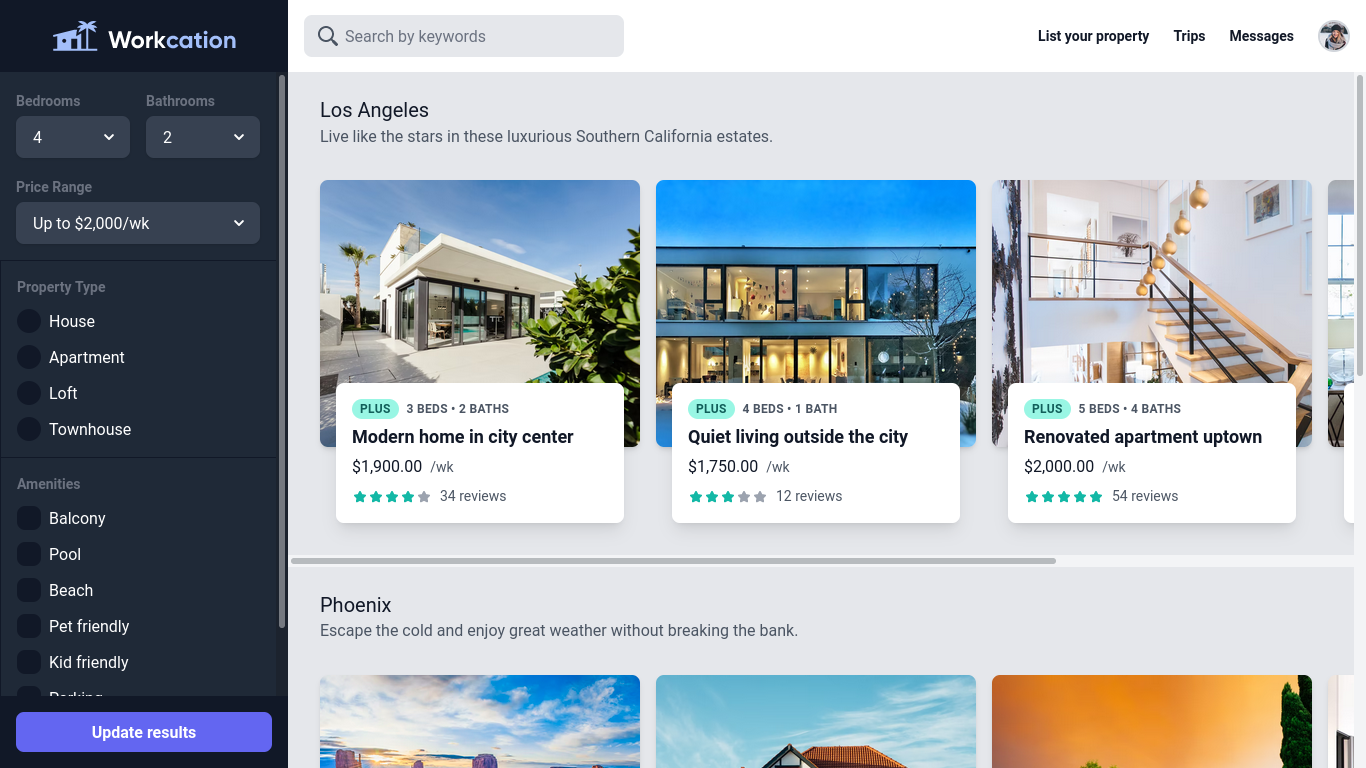 Workcation
Search by keywords
List your property
Trips
Messages
Bedrooms
Bathrooms
4
2
Price Range
Up to $2,000/wk
Property Type
House
Apartment
Loft
Townhouse
Amenities
Balcony
Pool
Beach
Pet friendly
Kid friendly
Parking
Update results
Los Angeles
Live like the stars in these luxurious Southern California estates.
PLUS 3 BEDS • 2 BATHS
Modern home in city center
$1,900.00 /wk
34 reviews
PLUS 4 BEDS • 1 BATH
Quiet living outside the city
$1,750.00 /wk
12 reviews
PLUS 5 BEDS • 4 BATHS
Renovated apartment uptown
$2,000.00 /wk
54 reviews
Phoenix
Escape the cold and enjoy great weather without breaking the bank.